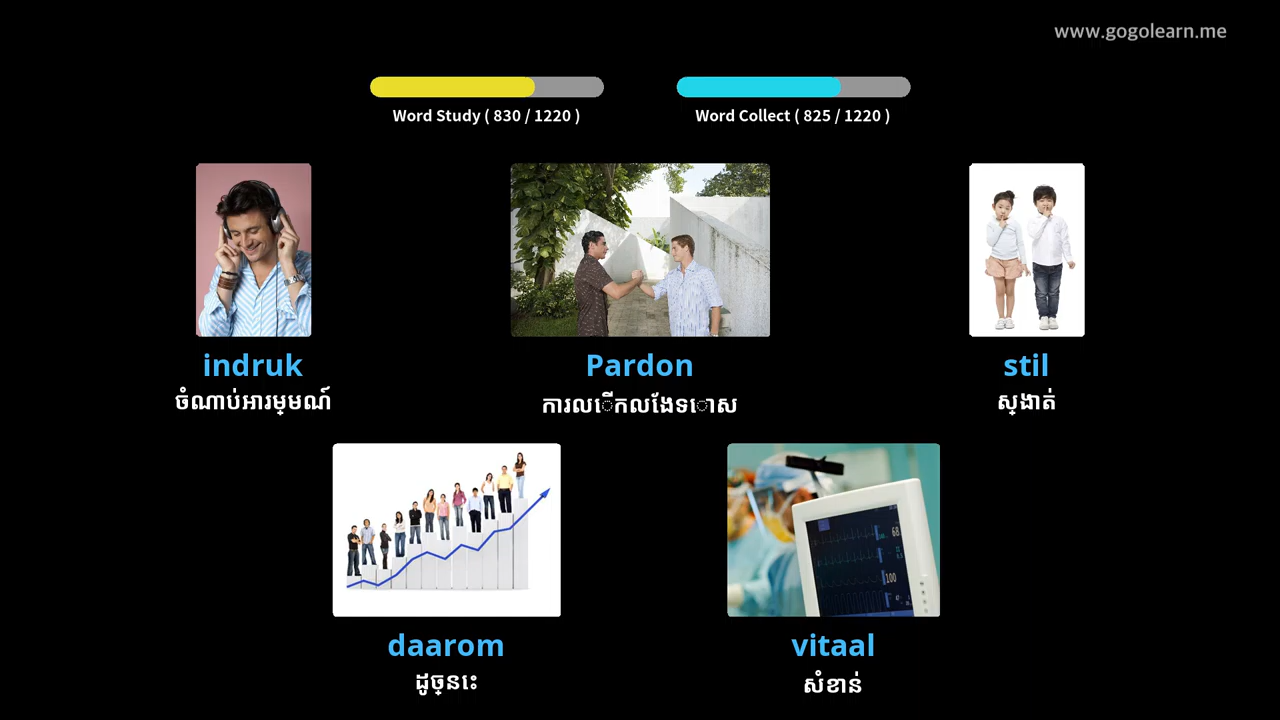 www.gogolearn.me
Word Study ( 830 / 1220 )
Word Collect ( 825 / 1220 )
indruk
ចំណាប់អារម្មណ៍
Pardon
ការលើកលែងទោស
stil
ស្ងាត់
daarom
ដូច្នេះ
vitaal
សំខាន់